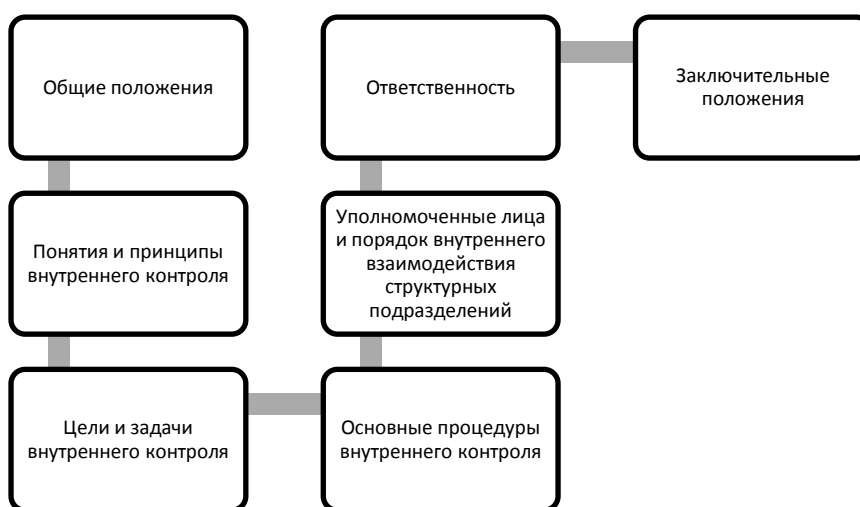 Общие положения
Понятия и принципы
внутреннего контроля
Цели и задачи
внутреннего контроля
Основные процедуры
внутреннего контроля
Уполномоченные лица
и порядок внутреннего
взаимодействия
структурных
подразделений
Ответственность
Заключительные
положения